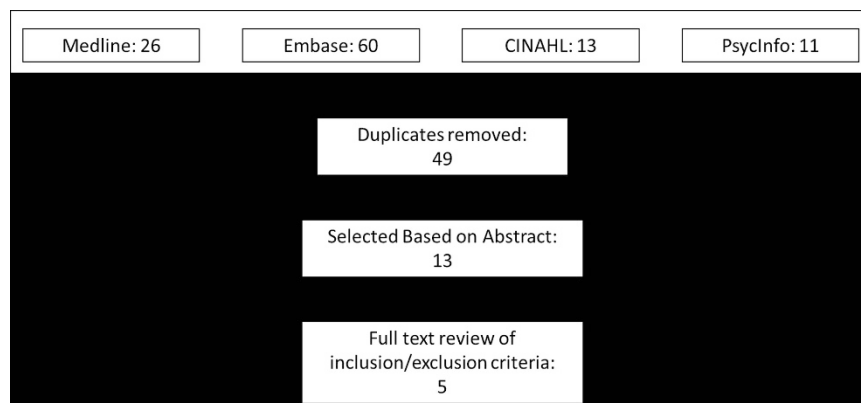 Medline: 26
Embase: 60
CINAHL: 13
PsycInfo: 11
Duplicates removed:
49
Selected Based on Abstract:
13
Full text review of
inclusion/exclusion criteria:
5